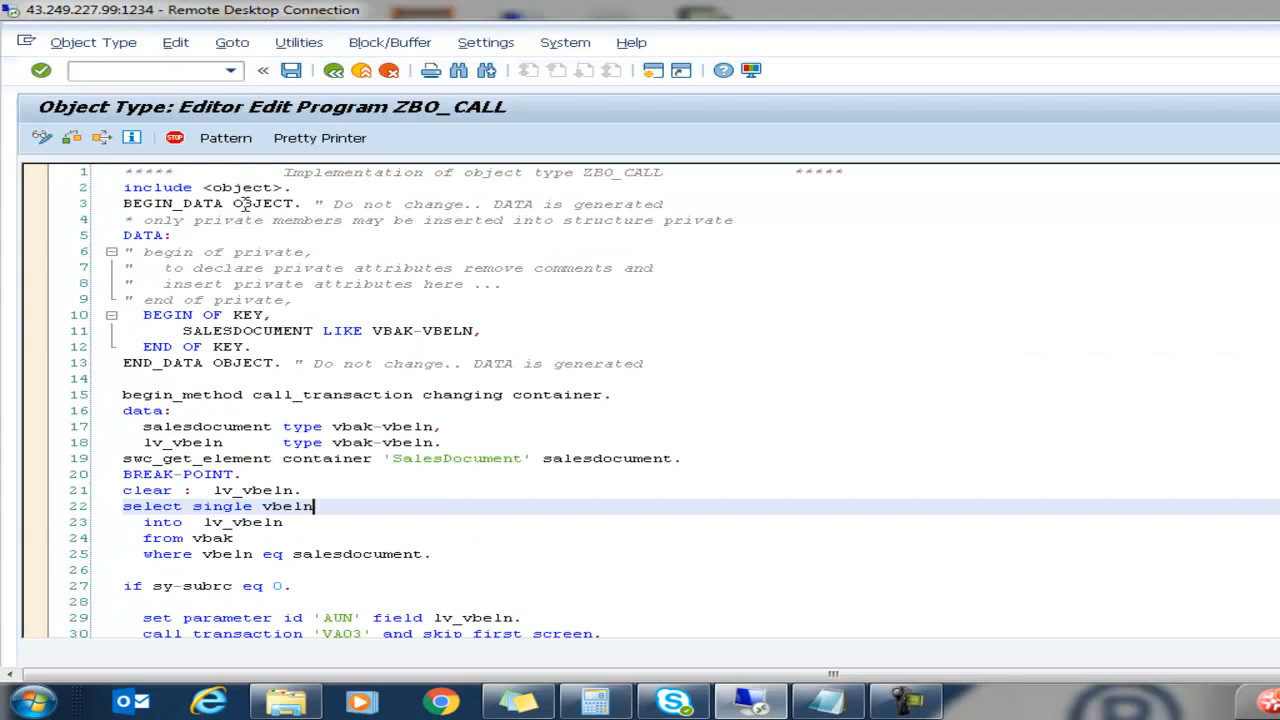 43.249.227.99:1234 - Remote Desktop Connection
Object Type Edit Goto Utilities Block/Buffer Settings System Help
Object Type: Editor Edit Program ZBO_CALL
STOP Pattern Pretty Printer
1 ***** Implementation of object type ZBO_CALL *****
2 include <object>.
3 BEGIN_DATA OBJECT. " Do not change.. DATA is generated
4 * only private members may be inserted into structure private
5 DATA:
6 " begin of private,
7 " to declare private attributes remove comments and
8 " insert private attributes here ...
9 " end of private,
10 BEGIN OF KEY,
11 SALESDOCUMENT LIKE VBAK-VBELN,
12 END OF KEY.
13 END_DATA OBJECT. " Do not change.. DATA is generated
14
15 begin_method call_transaction changing container.
16 data:
17 salesdocument type vbak-vbeln,
18 lv_vbeln type vbak-vbeln.
19 swc_get_element container 'SalesDocument' salesdocument.
20 BREAK-POINT.
21 clear : lv_vbeln.
22 select single vbeln
23 into lv_vbeln
24 from vbak
25 where vbeln eq salesdocument.
26
27 if sy-subrc eq 0.
28
29 set parameter id 'AUN' field lv_vbeln.
30 call transaction 'VA03' and skip first screen.